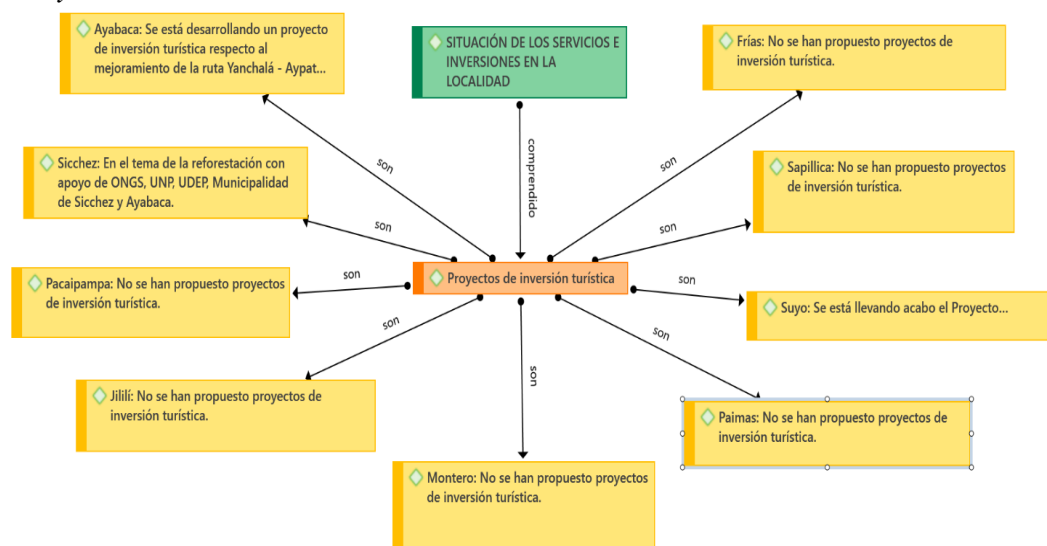 Ayabaca: Se está desarrollando un proyecto
de inversión turística respecto al
mejoramiento de la ruta Yanchalá - Aypat...
SITUACIÓN DE LOS SERVICIOS E
INVERSIONES EN LA
LOCALIDAD
Frías: No se han propuesto proyectos de
inversión turística.
comprendido
son
son
Sicchez: En el tema de la reforestación con
apoyo de ONGS, UNP, UDEP, Municipalidad
de Sicchez y Ayabaca.
Sapillica: No se han propuesto proyectos
de inversión turística.
son
son
Pacaipampa: No se han propuesto proyectos
de inversión turística.
son
Proyectos de inversión turística
son
Suyo: Se está llevando acabo el Proyecto...
son
son
son
Jililí: No se han propuesto proyectos de
inversión turística.
Paimas: No se han propuesto proyectos de
inversión turística.
Montero: No se han propuesto proyectos
de inversión turística.